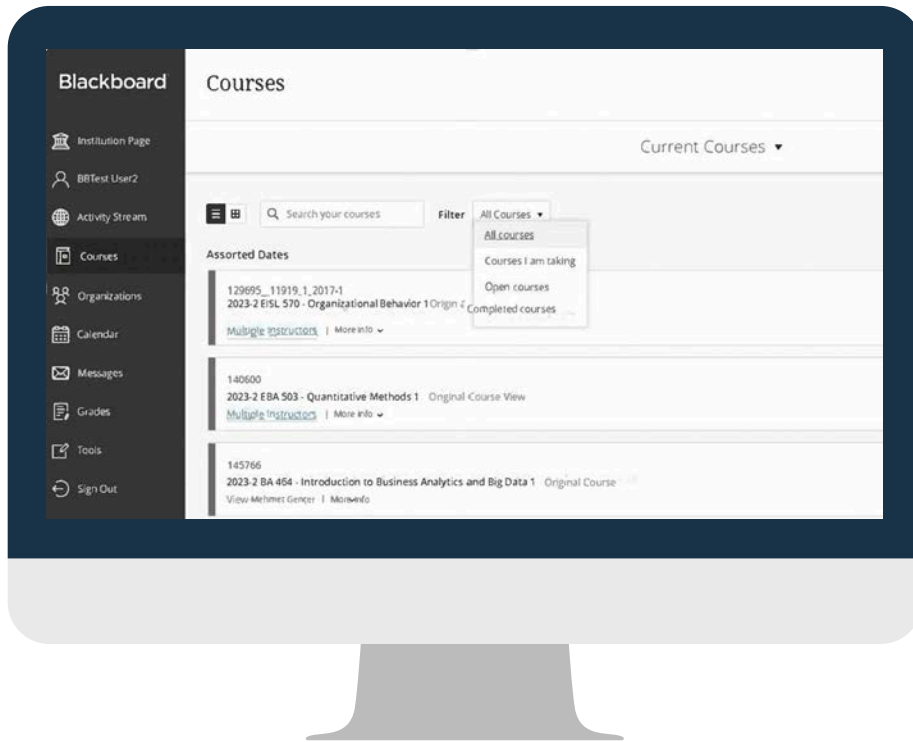 Blackboard
Institution Page
BBTest User2
Activity Stream
Courses
Organizations
Calendar
Messages
Grades
Tools
Sign Out
Courses
Current Courses
Search your courses
Filter
All Courses
All courses
Courses I am taking
Open courses
Completed courses
Assorted Dates
129695_11919_1_2017-1
2023-2 EISL 570 - Organizational Behavior 1 Origin
Multiple Instructors | More info
140600
2023-2 EBA 503 - Quantitative Methods 1 Original Course View
Multiple Instructors | More info
145766
2023-2 BA 464 - Introduction to Business Analytics and Big Data 1 Original Course
View Mehmet Gençer | More info